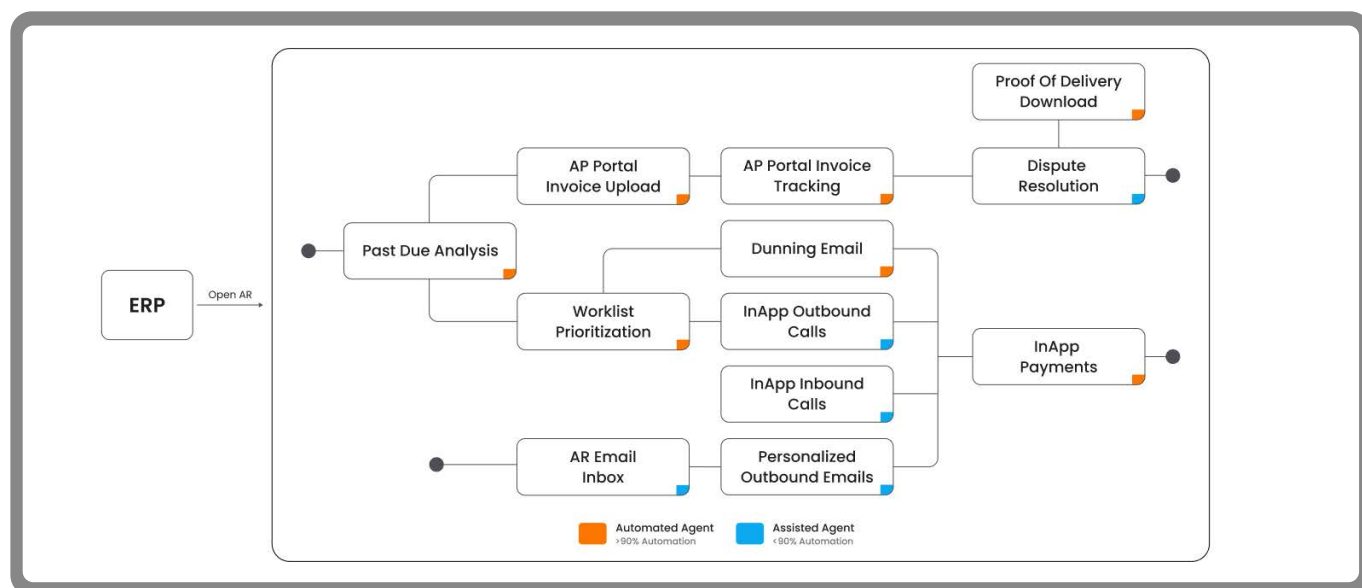 Proof Of Delivery
Download
AP Portal
Invoice Upload
AP Portal Invoice
Tracking
Dispute
Resolution
Past Due Analysis
Dunning Email
ERP
Open AR
Worklist
Prioritization
InApp Outbound
Calls
InApp
Payments
InApp Inbound
Calls
AR Email
Inbox
Personalized
Outbound Emails
Automated Agent
>90% Automation
Assisted Agent
<90% Automation